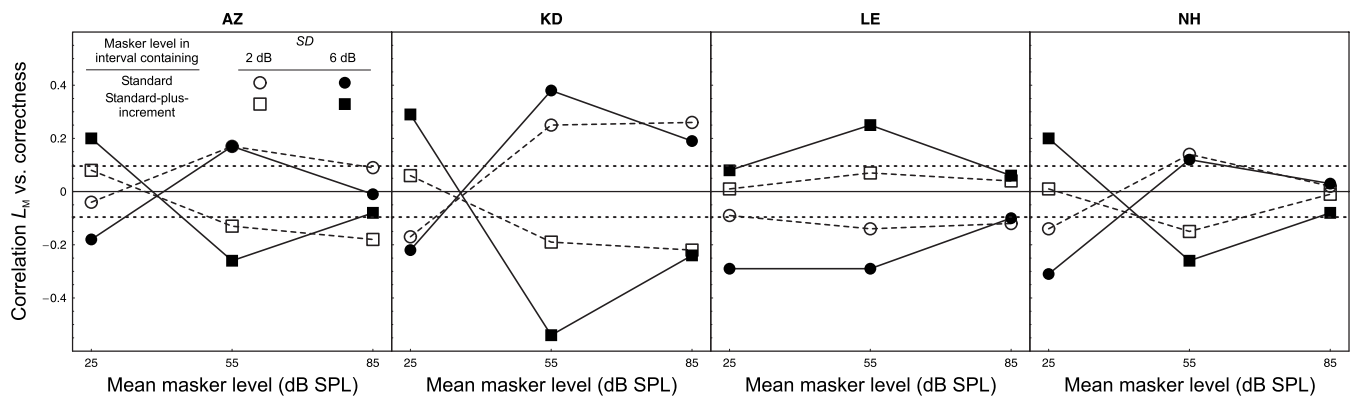 AZ
KD
LE
NH
Masker level in
interval containing
SD
2 dB
6 dB
Standard
Standard-plus-
increment
Correlation LM vs. correctness
0.4
0.2
0
−0.2
−0.4
25
55
85
25
55
85
25
55
85
25
55
85
Mean masker level (dB SPL)
Mean masker level (dB SPL)
Mean masker level (dB SPL)
Mean masker level (dB SPL)